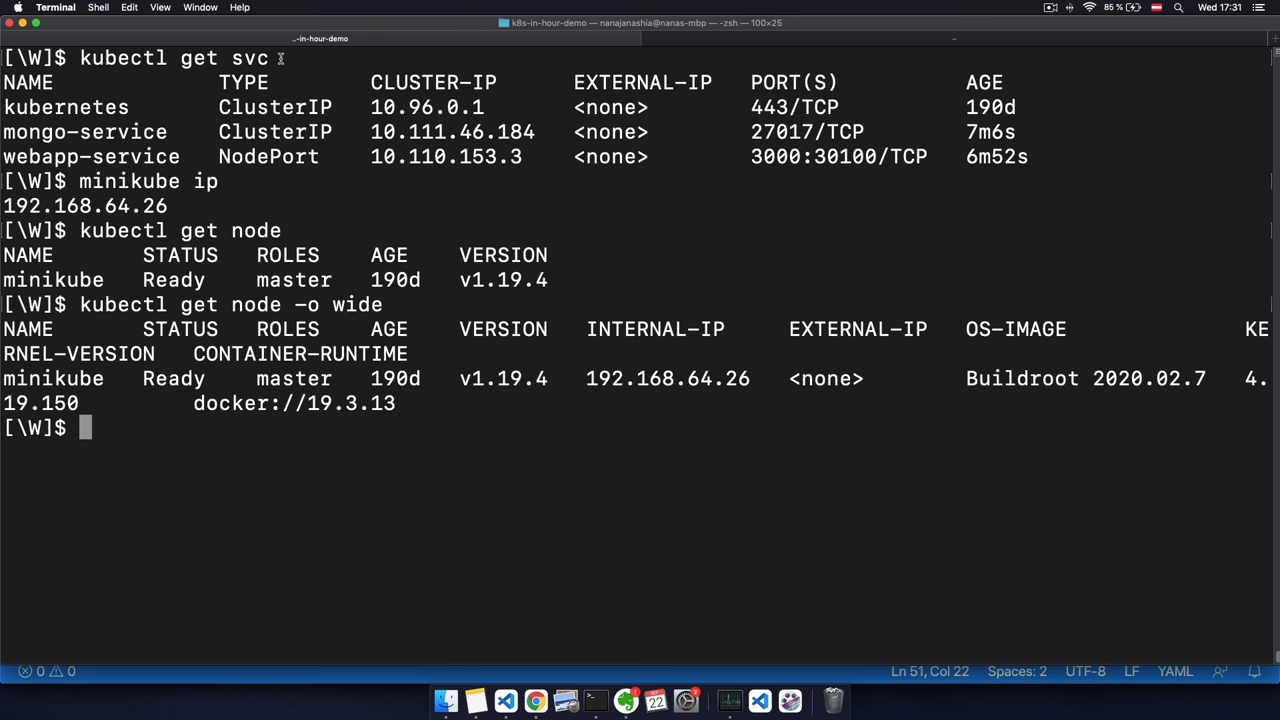 Terminal Shell Edit View Window Help 85 % Wed 17:31
k8s-in-hour-demo — nanajanashia@nanas-mbp — -zsh — 100×25
..-in-hour-demo
[\W]$ kubectl get svc
NAME TYPE CLUSTER-IP EXTERNAL-IP PORT(S) AGE
kubernetes ClusterIP 10.96.0.1 <none> 443/TCP 190d
mongo-service ClusterIP 10.111.46.184 <none> 27017/TCP 7m6s
webapp-service NodePort 10.110.153.3 <none> 3000:30100/TCP 6m52s
[\W]$ minikube ip
192.168.64.26
[\W]$ kubectl get node
NAME STATUS ROLES AGE VERSION
minikube Ready master 190d v1.19.4
[\W]$ kubectl get node -o wide
NAME STATUS ROLES AGE VERSION INTERNAL-IP EXTERNAL-IP OS-IMAGE KE
RNEL-VERSION CONTAINER-RUNTIME
minikube Ready master 190d v1.19.4 192.168.64.26 <none> Buildroot 2020.02.7 4.
19.150 docker://19.3.13
[\W]$
0 0 Ln 51, Col 22 Spaces: 2 UTF-8 LF YAML
22